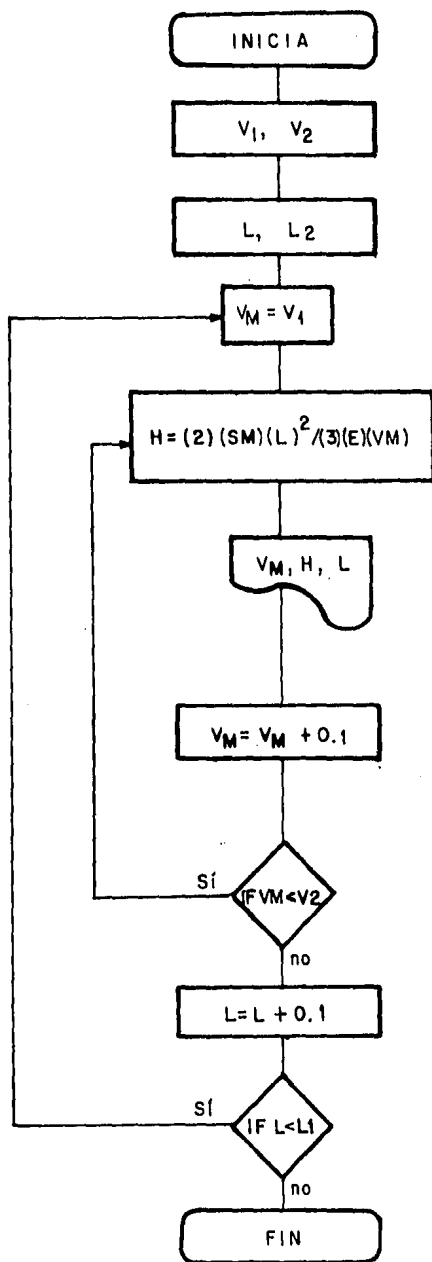 INICIA
V1, V2
L, L2
VM = V1
H = (2) (SM) (L)^2/(3)(E)(VM)
VM, H, L
VM = VM + 0.1
Sí
IF VM < V2
no
L = L + 0.1
Sí
IF L < L1
no
FIN